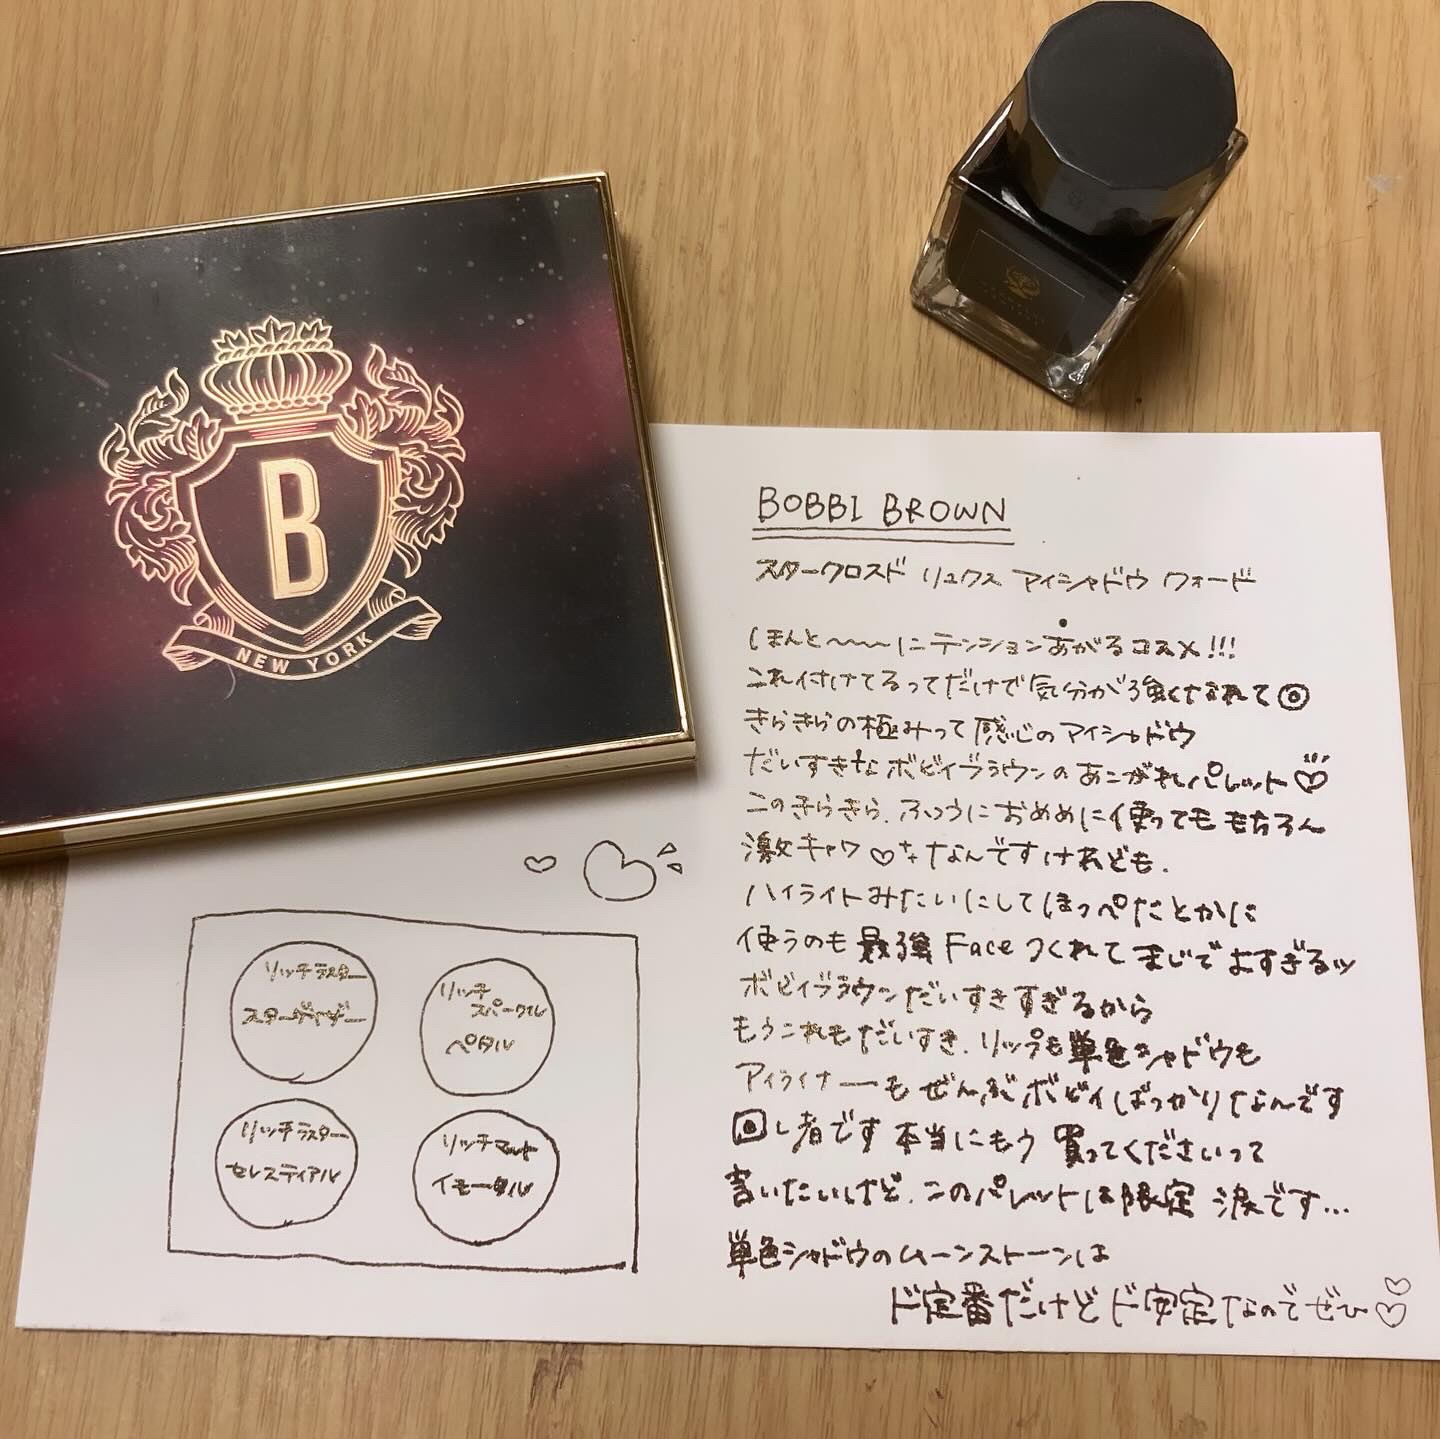 B
NEW YORK
BOBBI BROWN
スタークロスド リュクス アイシャドウ クォード
ほんと〜〜〜にテンションあがるコスメ!!!
これ付けてるってだけで気分が強くなれて◎
きらきらの極みって感じのアイシャドウ
だいすきなボビイブラウンのあこがれパレット♡
このきらきら、ふつうにおめめに使ってももちろん
激キャワ♡なんですけれども、
ハイライトみたいにしてほっぺたとかに
使うのも最強Faceつくれてまじでよすぎるッ
ボビイブラウンだいすきすぎるから
もうこれもだいすき、リップも単色シャドウも
アイライナーもぜんぶボビイばっかりなんです
回し者です 本当にもう買ってくださいって
言いたいけど、このパレットは限定 涙です...
単色シャドウのムーンストーンは
ド定番だけどド安定なのでぜひ♡♡
リッチラスター
スターゲイザー
リッチ
スパークル
ペタル
リッチラスター
セレスティアル
リッチマット
イモータル